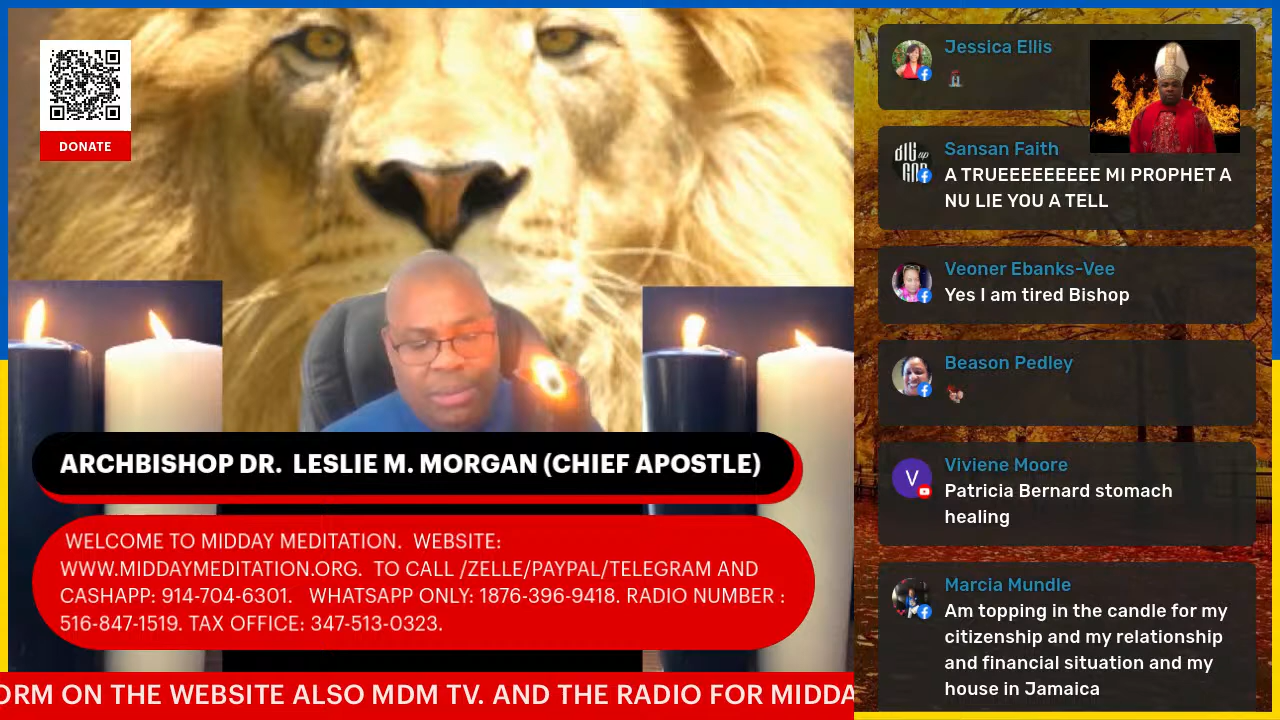 DONATE
ARCHBISHOP DR. LESLIE M. MORGAN (CHIEF APOSTLE)
WELCOME TO MIDDAY MEDITATION. WEBSITE:
WWW.MIDDAYMEDITATION.ORG. TO CALL /ZELLE/PAYPAL/TELEGRAM AND
CASHAPP: 914-704-6301. WHATSAPP ONLY: 1876-396-9418. RADIO NUMBER :
516-847-1519. TAX OFFICE: 347-513-0323.
ORM ON THE WEBSITE ALSO MDM TV. AND THE RADIO FOR MIDDA
Jessica Ellis
BIG up
GOD
Sansan Faith
A TRUEEEEEEEEE MI PROPHET A
NU LIE YOU A TELL
Veoner Ebanks-Vee
Yes I am tired Bishop
Beason Pedley
V
Viviene Moore
Patricia Bernard stomach
healing
Marcia Mundle
Am topping in the candle for my
citizenship and my relationship
and financial situation and my
house in Jamaica